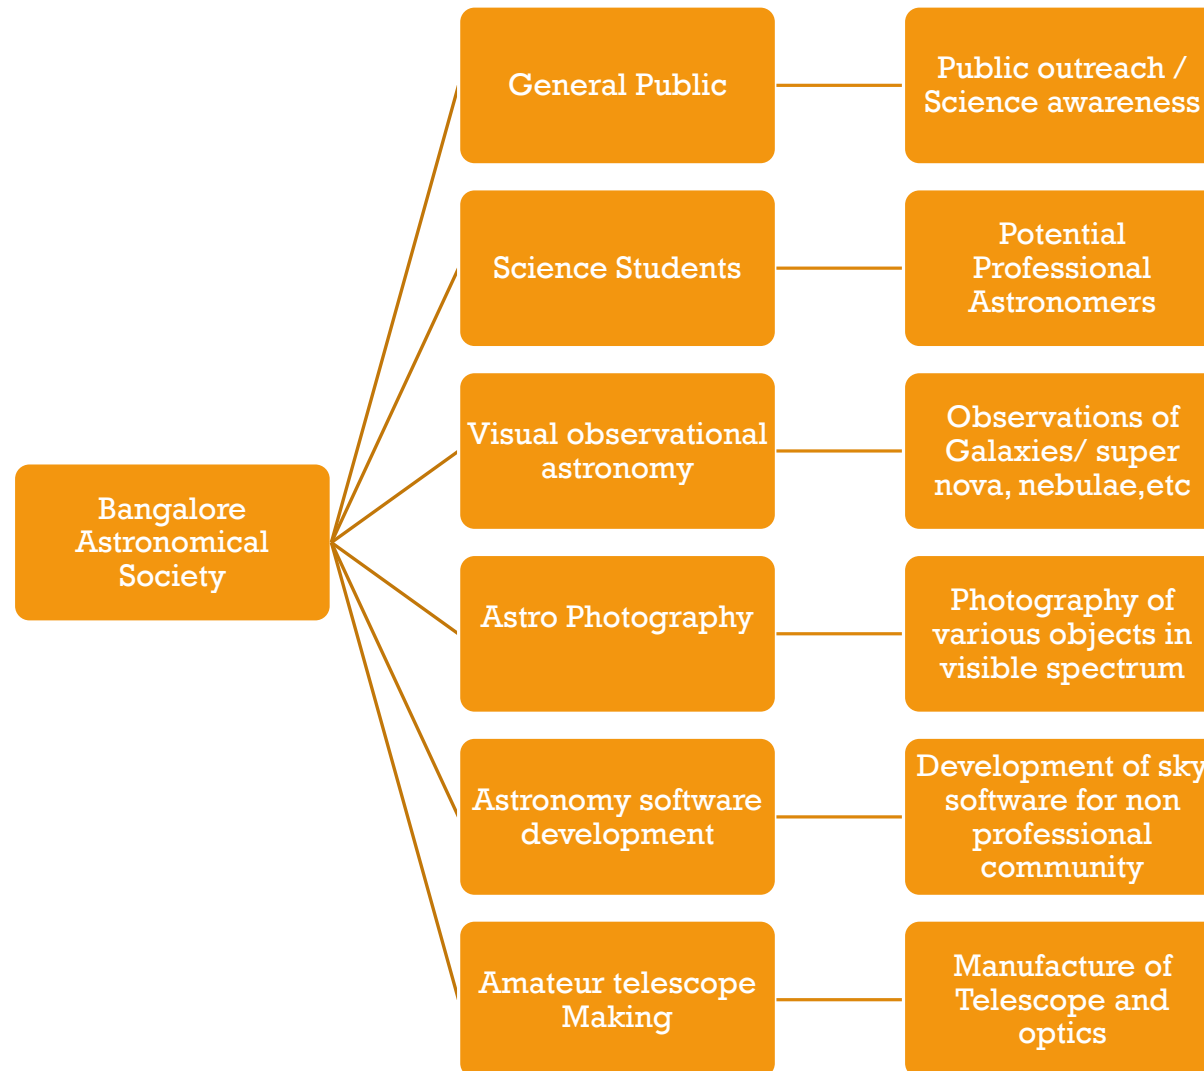 General Public
Public outreach /
Science awareness
Science Students
Potential
Professional
Astronomers
Visual observational
astronomy
Observations of
Galaxies/ super
nova, nebulae,etc
Bangalore
Astronomical
Society
Astro Photography
Photography of
various objects in
visible spectrum
Astronomy software
development
Development of sky
software for non
professional
community
Amateur telescope
Making
Manufacture of
Telescope and
optics